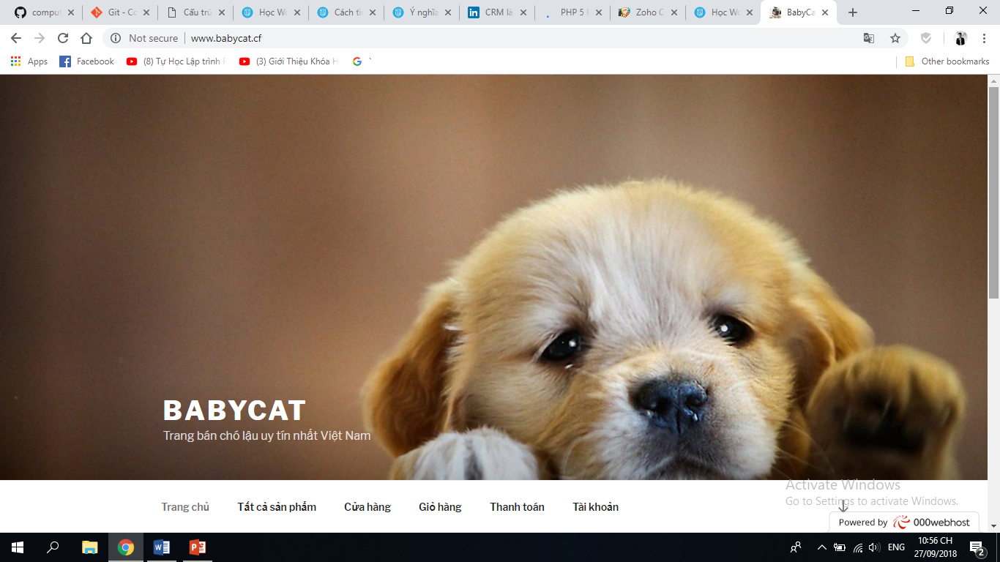 comput
Git - Co
Cấu trú
Học Wo
Cách tì
Ý nghĩa
CRM là
PHP 5 F
Zoho C
Học Wo
BabyCa
Not secure
www.babycat.cf
Apps
Facebook
(8) Tự Học Lập trình P
(3) Giới Thiệu Khóa H
`
Other bookmarks
BABYCAT
Trang bán chó lậu uy tín nhất Việt Nam
Activate Windows
Go to Settings to activate Windows.
Trang chủ
Tất cả sản phẩm
Cửa hàng
Giỏ hàng
Thanh toán
Tài khoản
Powered by 000webhost
ENG
10:56 CH
27/09/2018
2